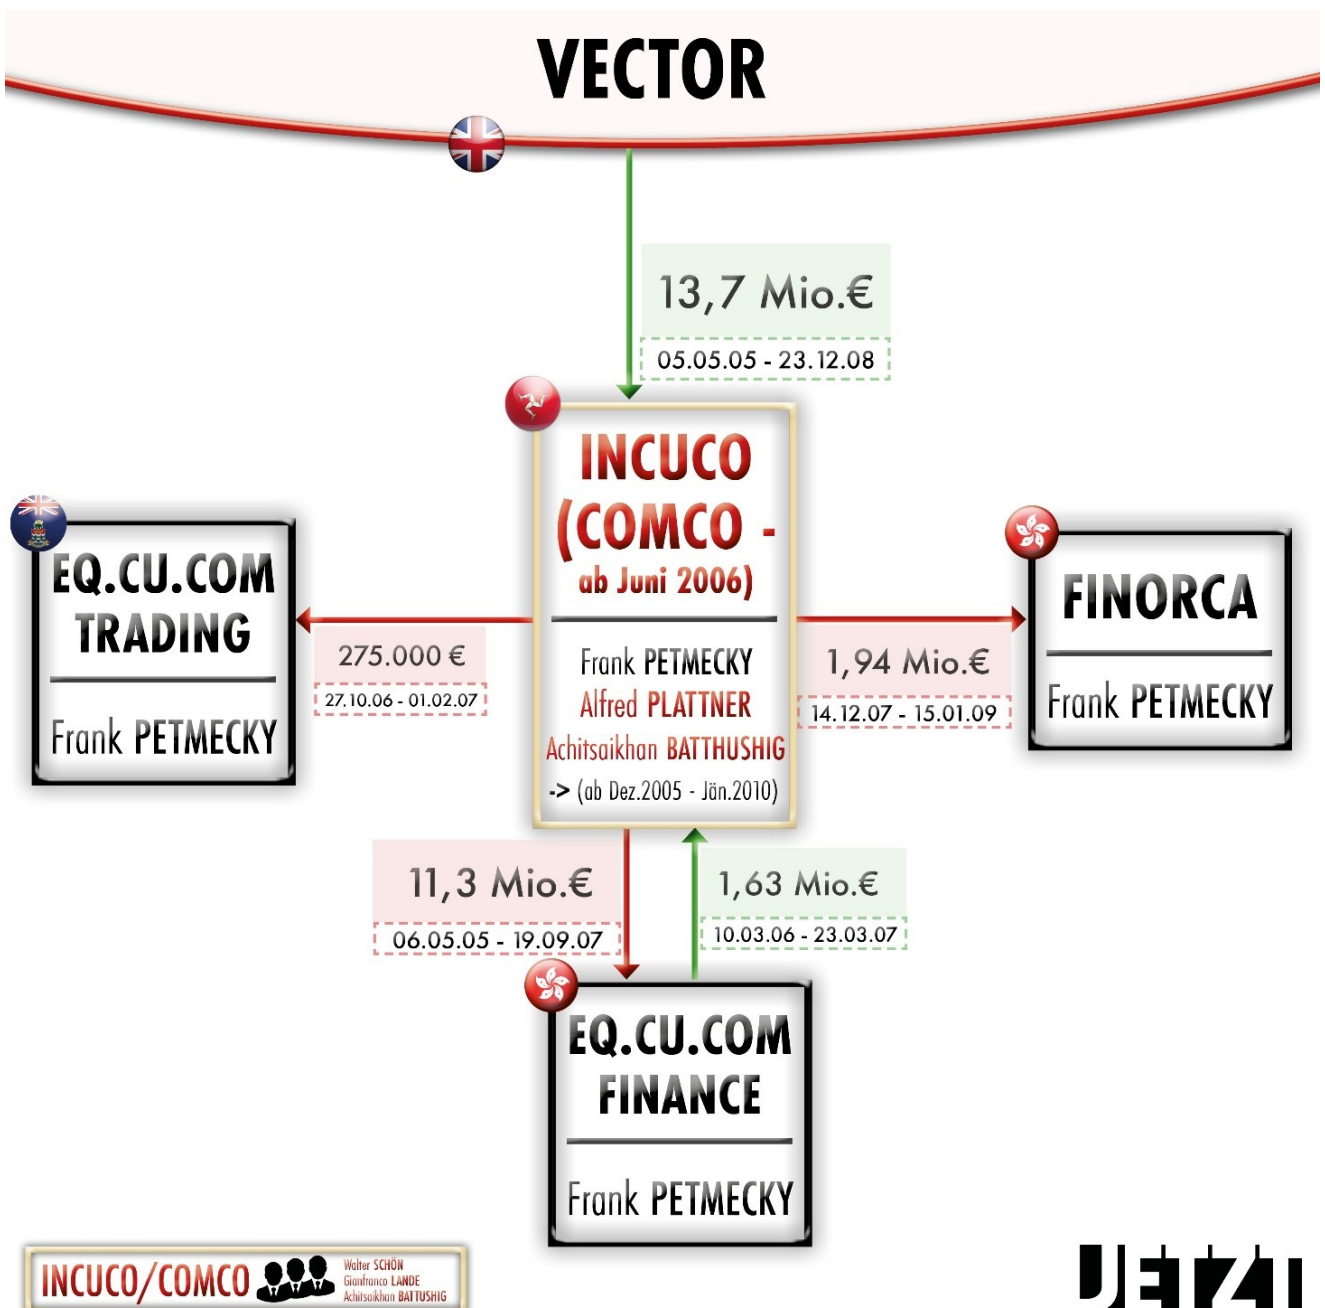 VECTOR
13,7 Mio.€
05.05.05 - 23.12.08
INCUCO
(COMCO -
ab Juni 2006)
Frank PETMECKY
Alfred PLATTNER
Achitsaikhan BATTHUSHIG
-> (ab Dez.2005 - Jän.2010)
EQ.CU.COM
TRADING
Frank PETMECKY
275.000 €
27.10.06 - 01.02.07
1,94 Mio.€
14.12.07 - 15.01.09
FINORCA
Frank PETMECKY
11,3 Mio.€
06.05.05 - 19.09.07
1,63 Mio.€
10.03.06 - 23.03.07
EQ.CU.COM
FINANCE
Frank PETMECKY
INCUCO/COMCO
Walter SCHÖN
Gianfranco LANDE
Achitsaikhan BATTUSHIG
JETZT